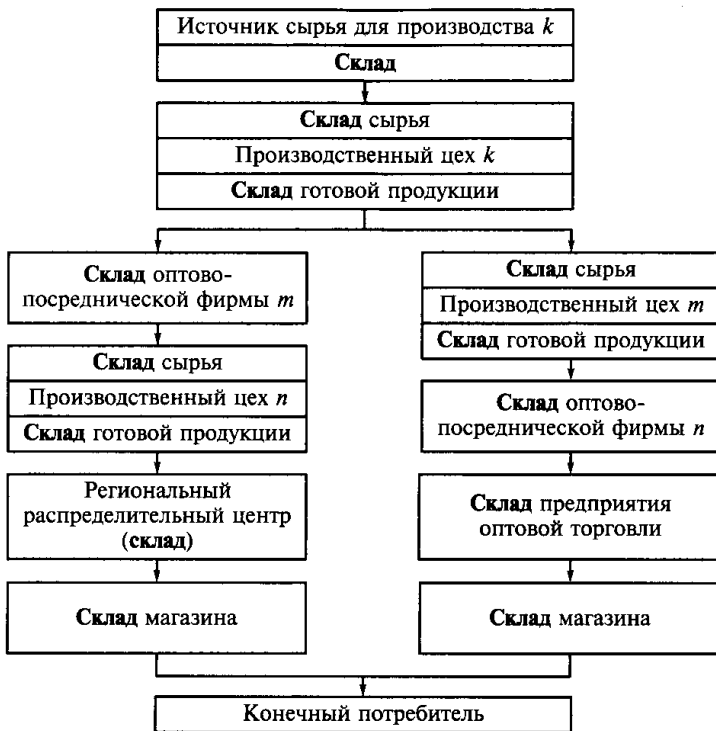 Источник сырья для производства k
Склад
Склад сырья
Производственный цех k
Склад готовой продукции
Склад оптово-
посреднической фирмы m
Склад сырья
Производственный цех n
Склад готовой продукции
Региональный
распределительный центр
(склад)
Склад магазина
Склад сырья
Производственный цех m
Склад готовой продукции
Склад оптово-
посреднической фирмы n
Склад предприятия
оптовой торговли
Склад магазина
Конечный потребитель